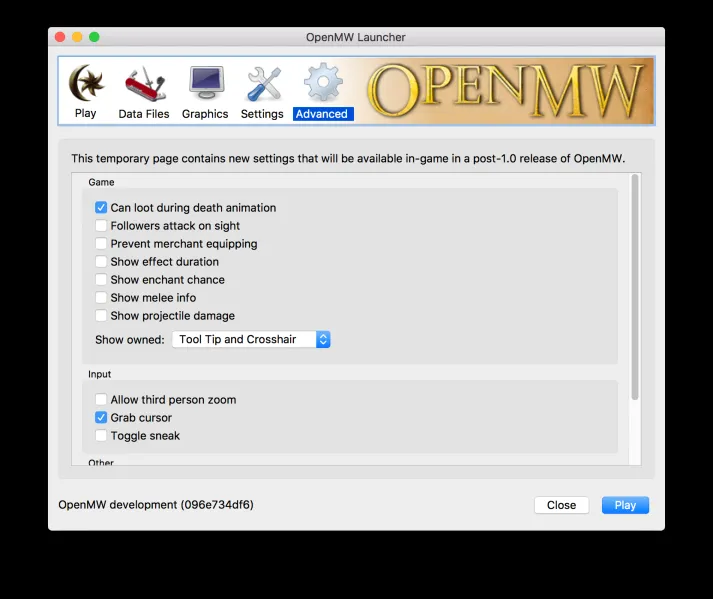 OpenMW Launcher
Play Data Files Graphics Settings Advanced OPENMW
This temporary page contains new settings that will be available in-game in a post-1.0 release of OpenMW.
Game
Can loot during death animation
Followers attack on sight
Prevent merchant equipping
Show effect duration
Show enchant chance
Show melee info
Show projectile damage
Show owned: Tool Tip and Crosshair
Input
Allow third person zoom
Grab cursor
Toggle sneak
Other
OpenMW development (096e734df6) Close Play